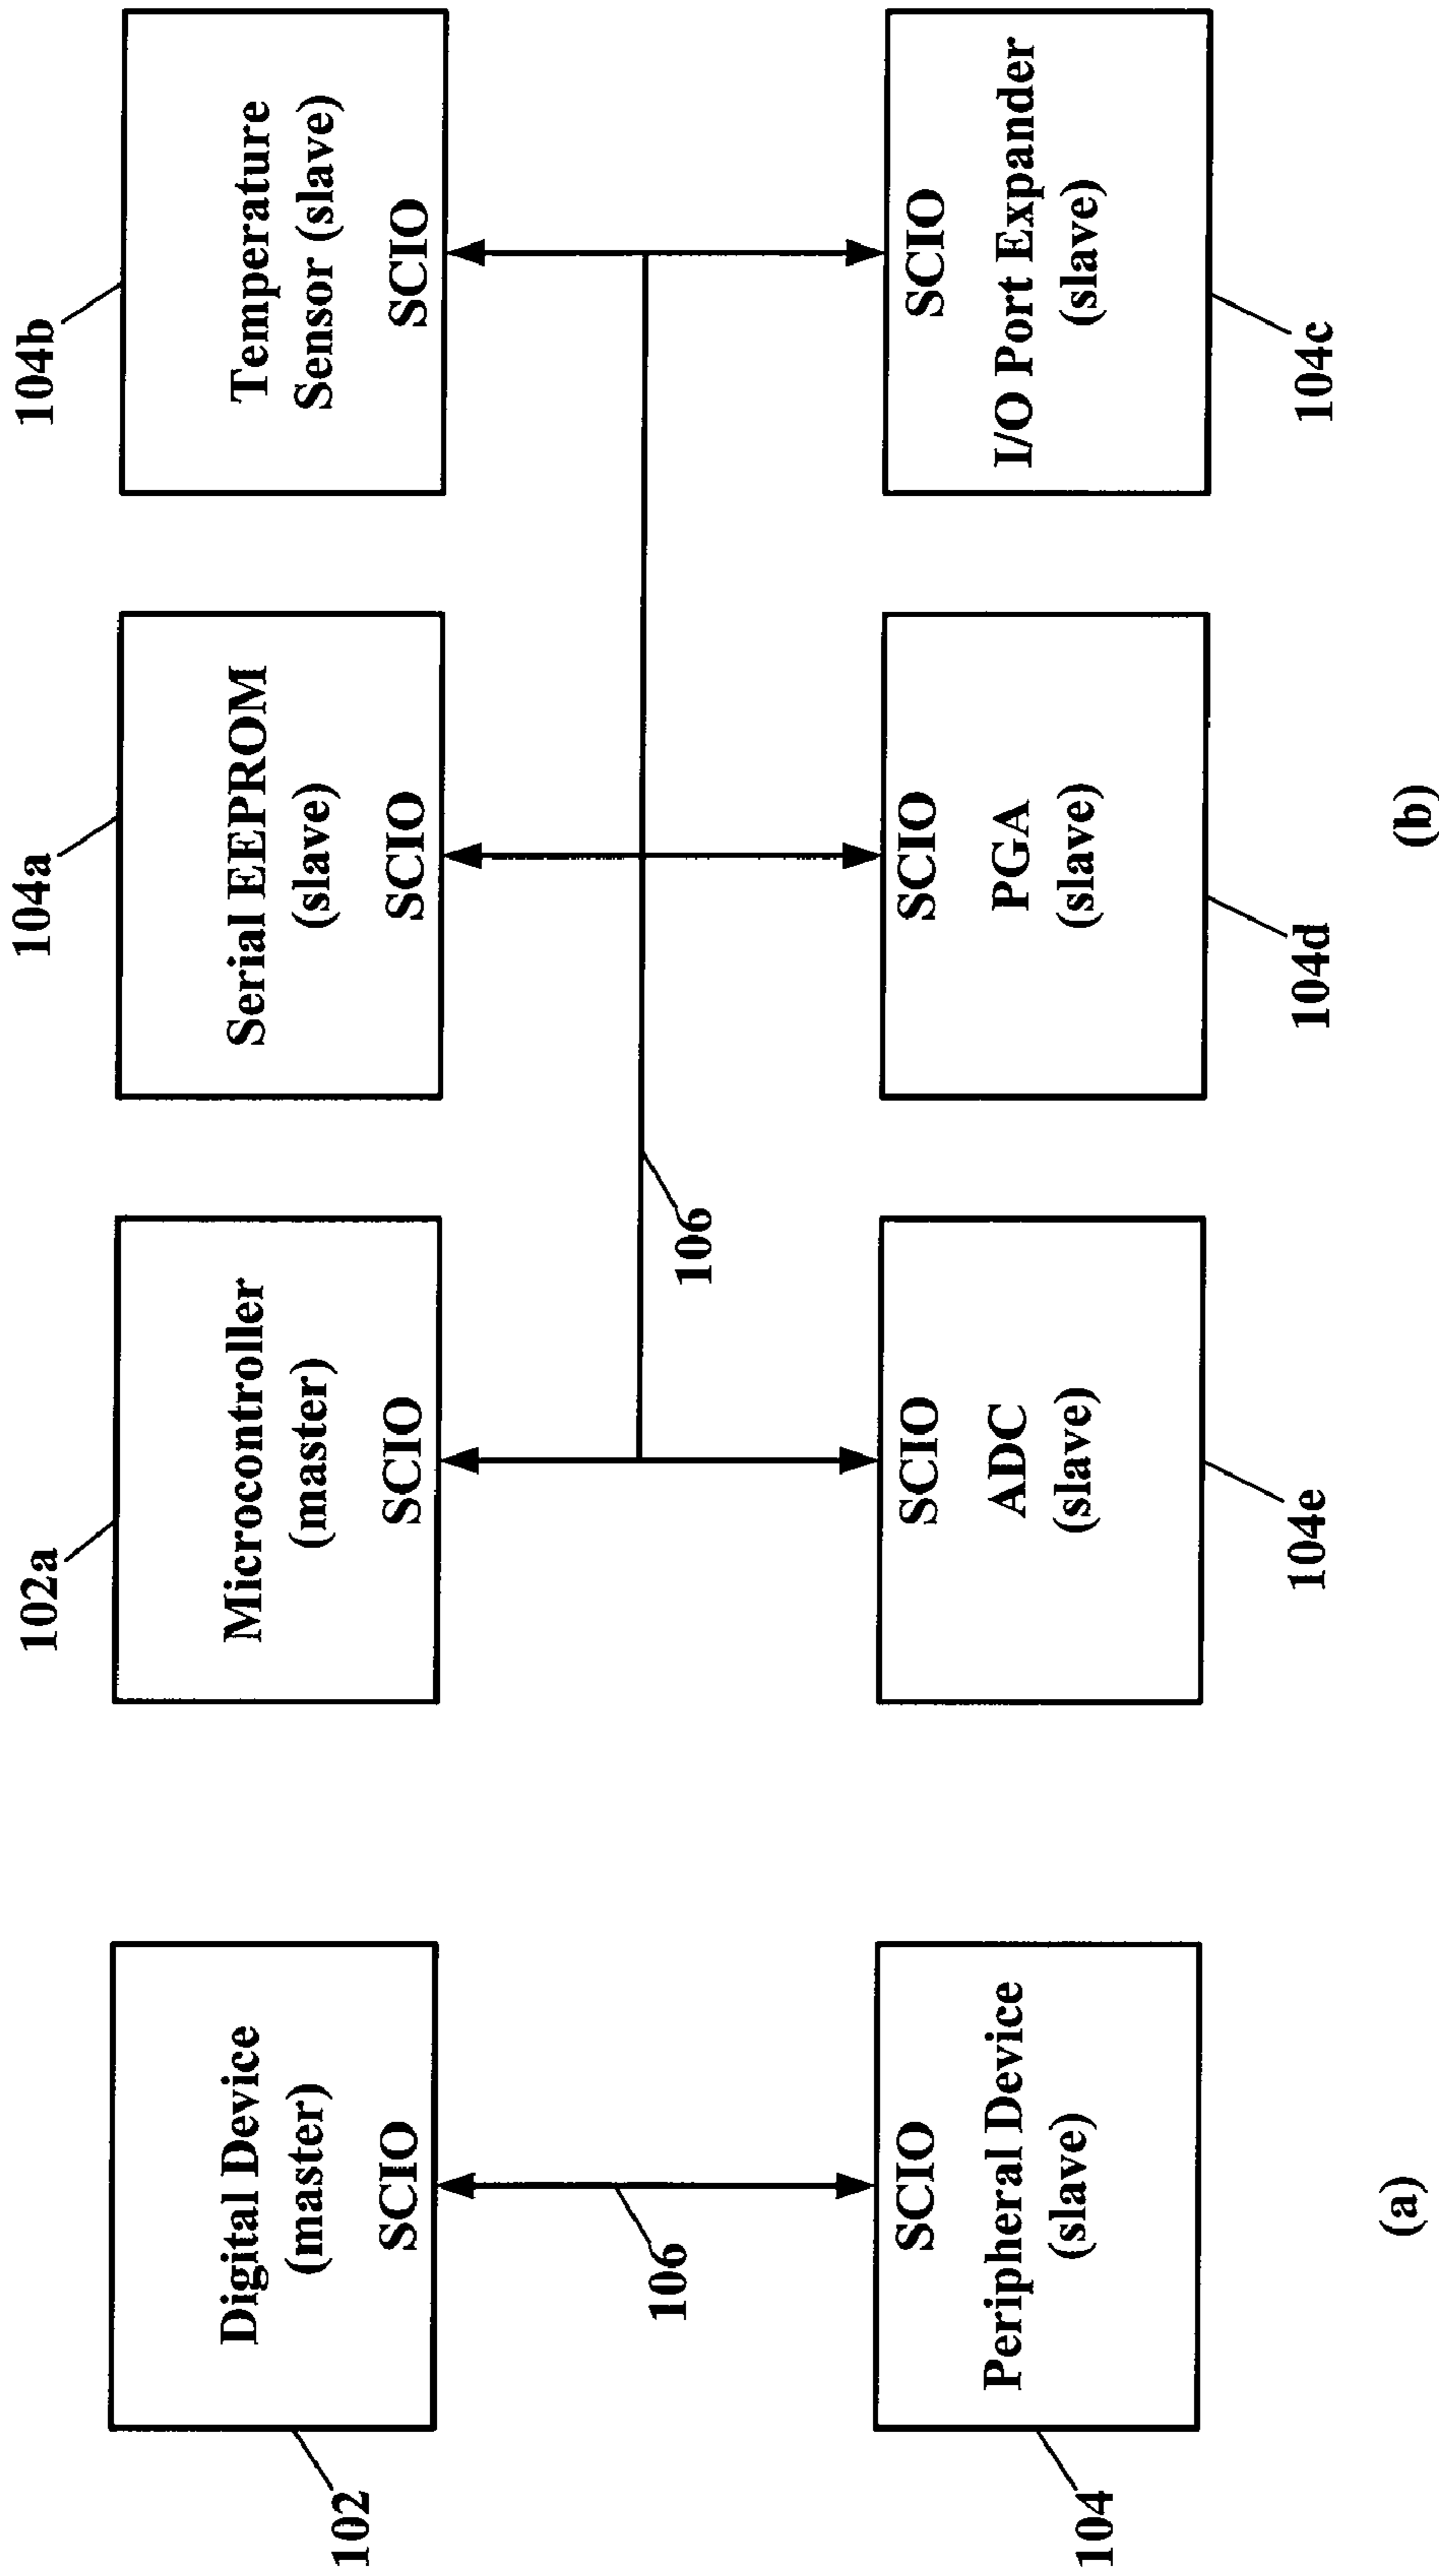 102
Digital Device
(master)
SCIO
106
SCIO
Peripheral Device
(slave)
104
(a)
102a
Microcontroller
(master)
SCIO
104a
Serial EEPROM
(slave)
SCIO
104b
Temperature
Sensor (slave)
SCIO
106
SCIO
ADC
(slave)
104e
SCIO
PGA
(slave)
104d
SCIO
I/O Port Expander
(slave)
104c
(b)